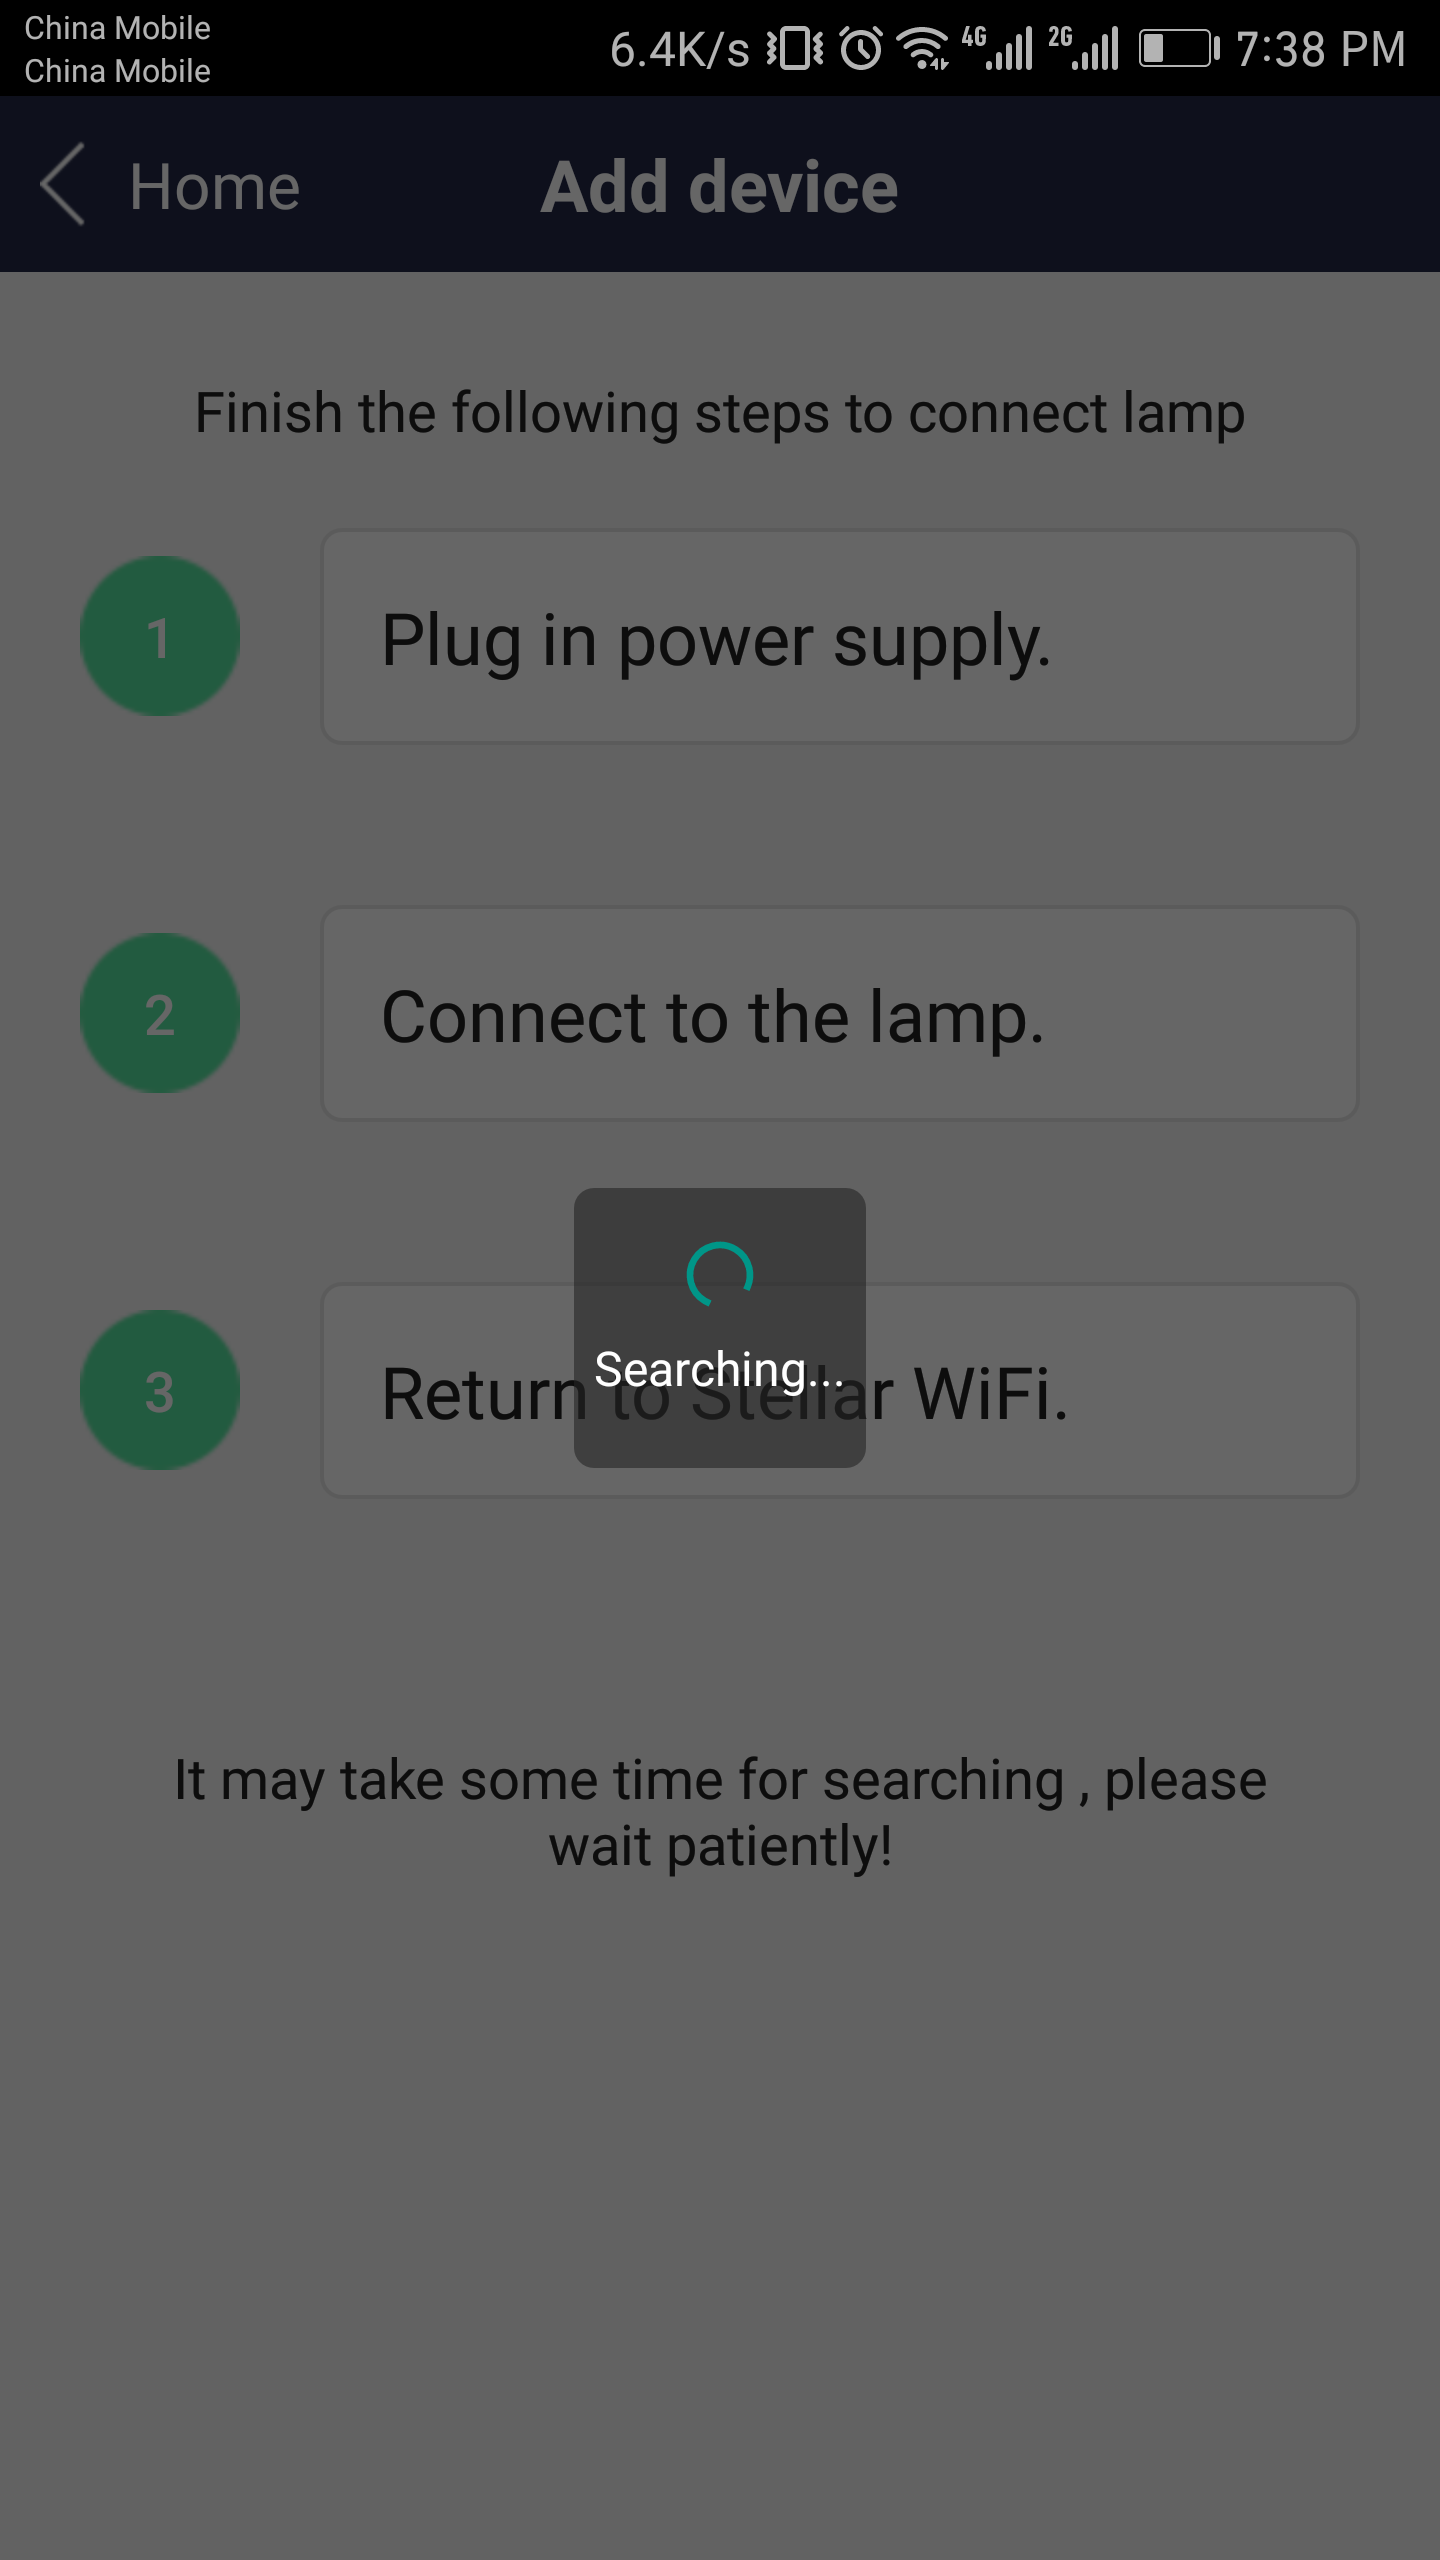 China Mobile
China Mobile
6.4K/s 4G 2G 7:38 PM
Home
Add device
Finish the following steps to connect lamp
1
Plug in power supply.
2
Connect to the lamp.
Searching...
3
Return to Stellar WiFi.
It may take some time for searching , please
wait patiently!